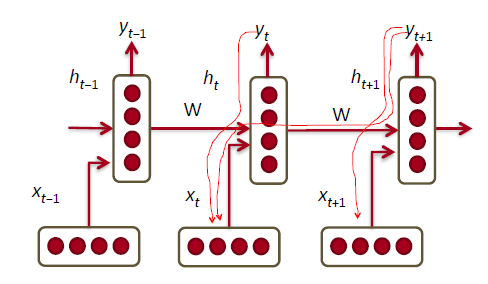 y_{t−1} y_t y_{t+1}
h_{t−1} h_t h_{t+1}
W W
x_{t−1} x_t x_{t+1}